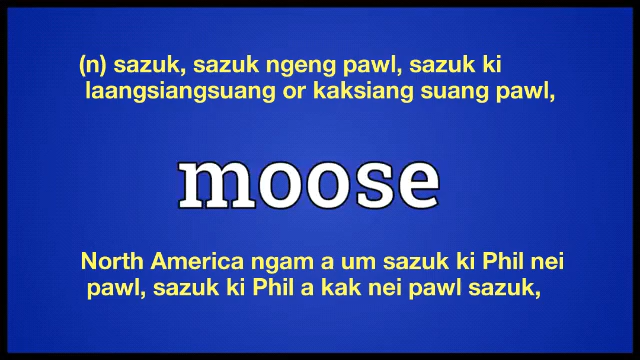 (n) sazuk, sazuk ngeng pawl, sazuk ki
laangsiangsuang or kaksiang suang pawl,
moose
North America ngam a um sazuk ki Phil nei
pawl, sazuk ki Phil a kak nei pawl sazuk,